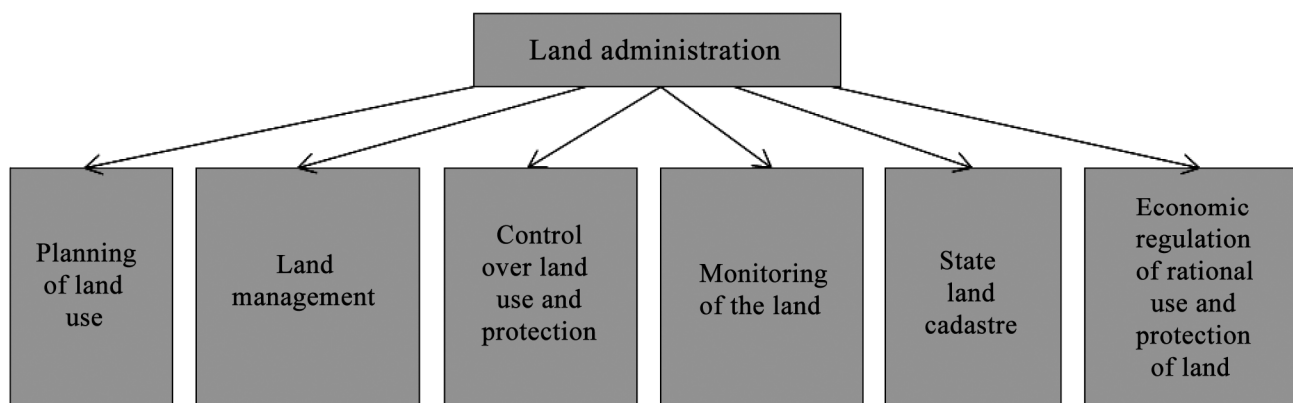 Land administration
Planning
of land
use
Land
management
Control
over land
use and
protection
Monitoring
of the land
State
land
cadastre
Economic
regulation
of rational
use and
protection
of land